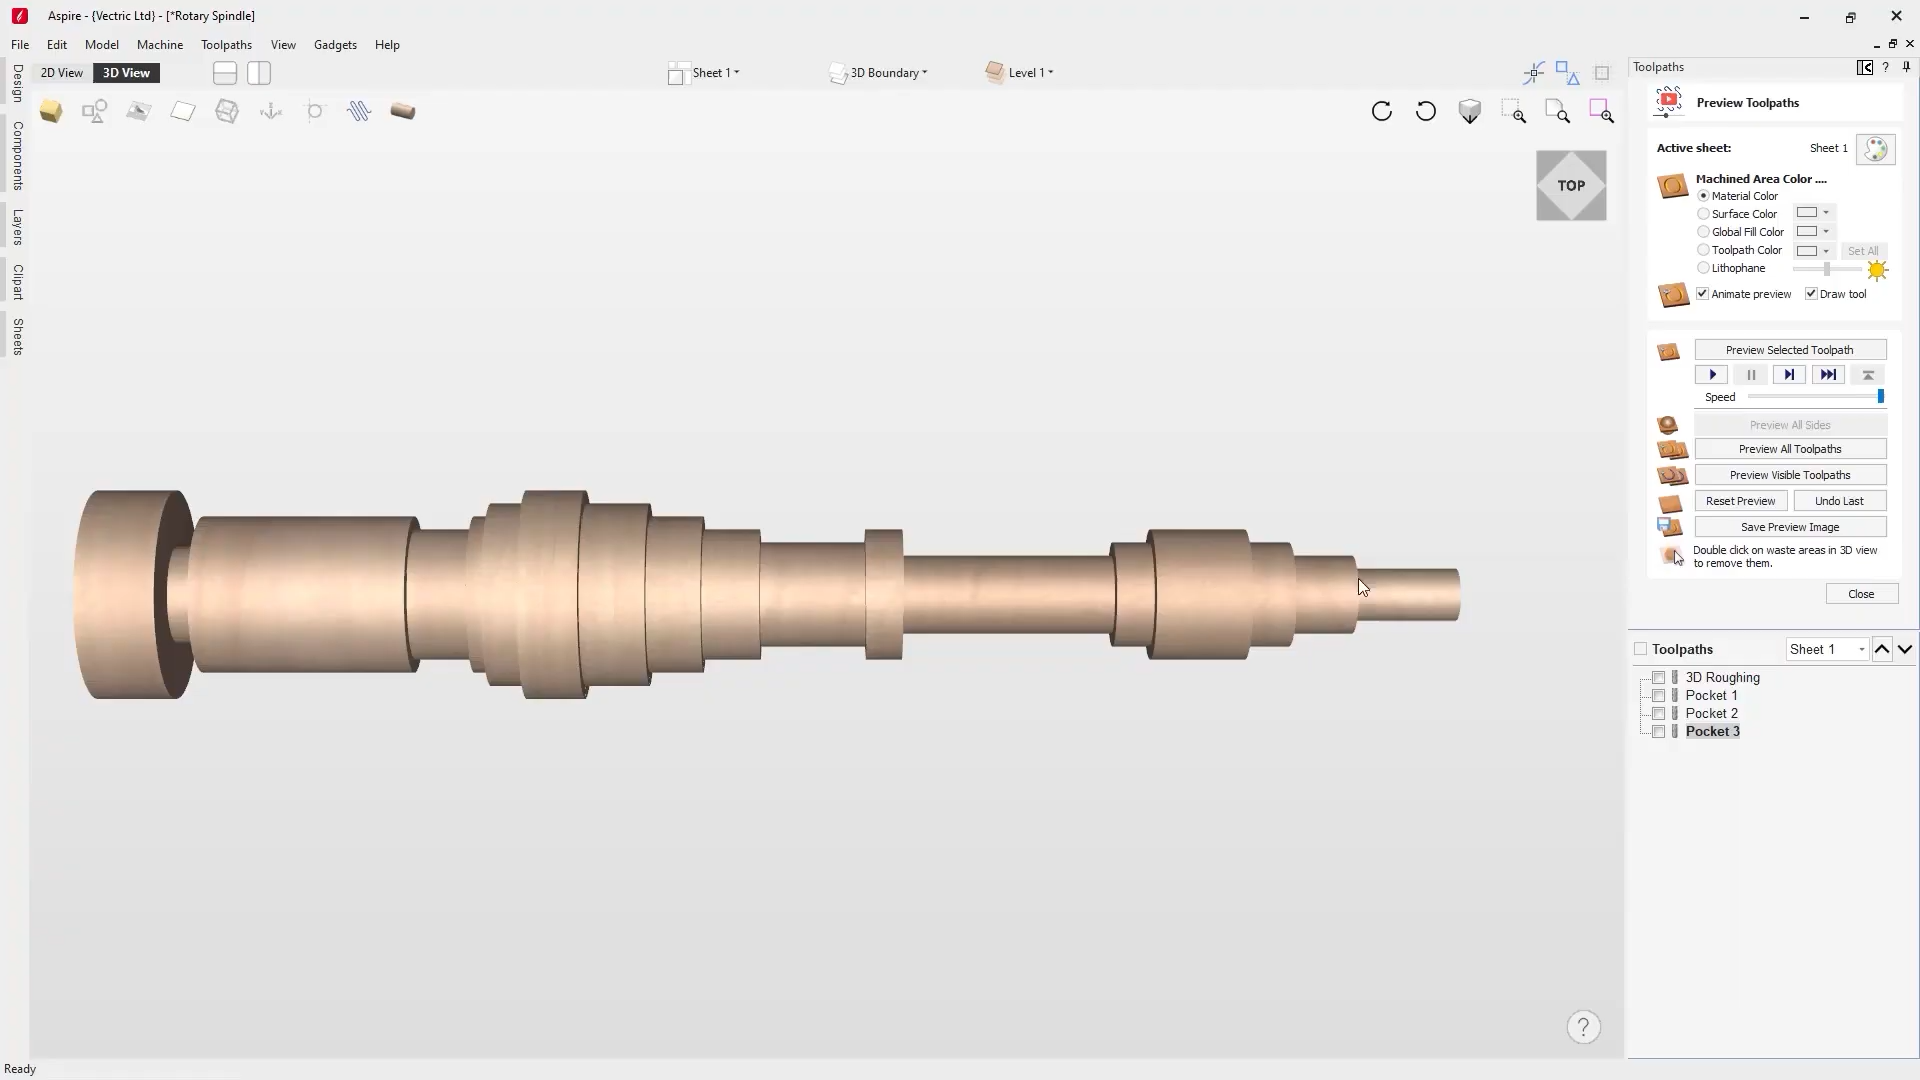 Aspire - {Vectric Ltd} - [*Rotary Spindle]
File Edit Model Machine Toolpaths View Gadgets Help
2D View 3D View Sheet 1 3D Boundary Level 1
Design
Components
Layers
Clipart
Sheets
TOP
Toolpaths ?
Preview Toolpaths
Active sheet: Sheet 1
Machined Area Color ....
Material Color
Surface Color
Global Fill Color
Toolpath Color Set All
Lithophane
Animate preview Draw tool
Preview Selected Toolpath
Speed
Preview All Sides
Preview All Toolpaths
Preview Visible Toolpaths
Reset Preview Undo Last
Save Preview Image
Double click on waste areas in 3D view
to remove them.
Close
Toolpaths Sheet 1
3D Roughing
Pocket 1
Pocket 2
Pocket 3
?
Ready